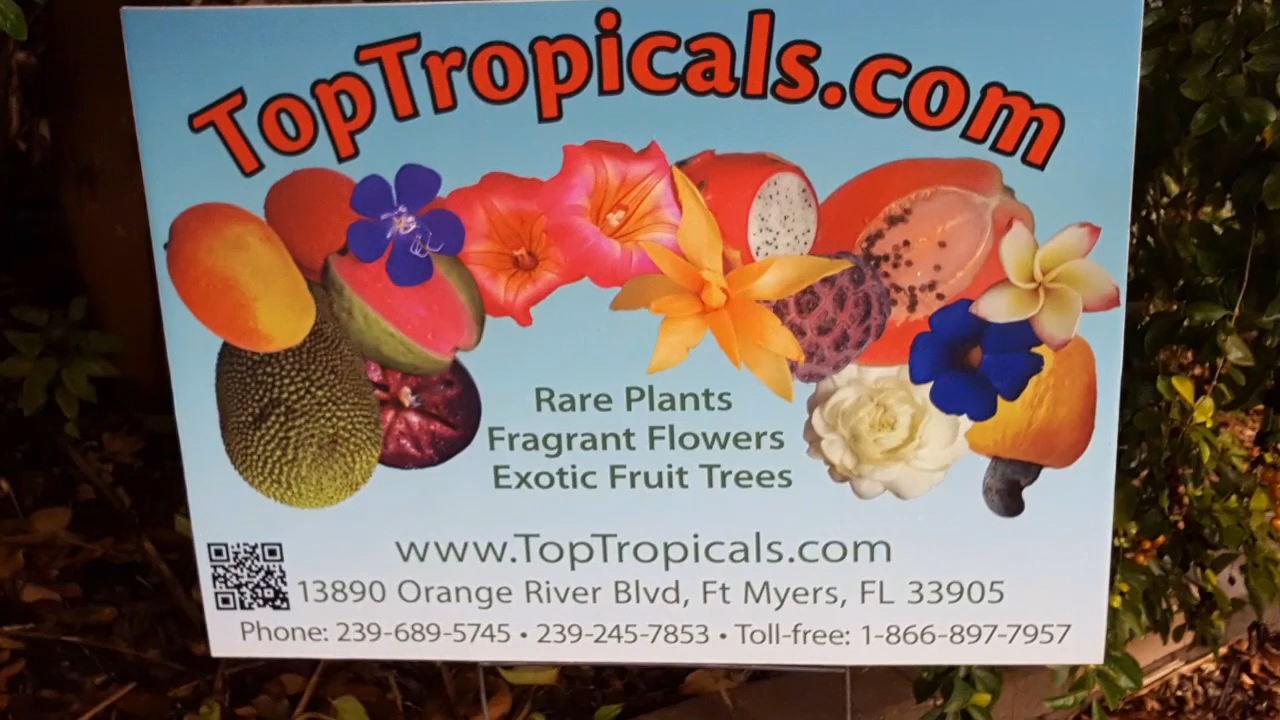 TopTropicals.com
Rare Plants
Fragrant Flowers
Exotic Fruit Trees
www.TopTropicals.com
13890 Orange River Blvd, Ft Myers, FL 33905
Phone: 239-689-5745 • 239-245-7853 • Toll-free: 1-866-897-7957